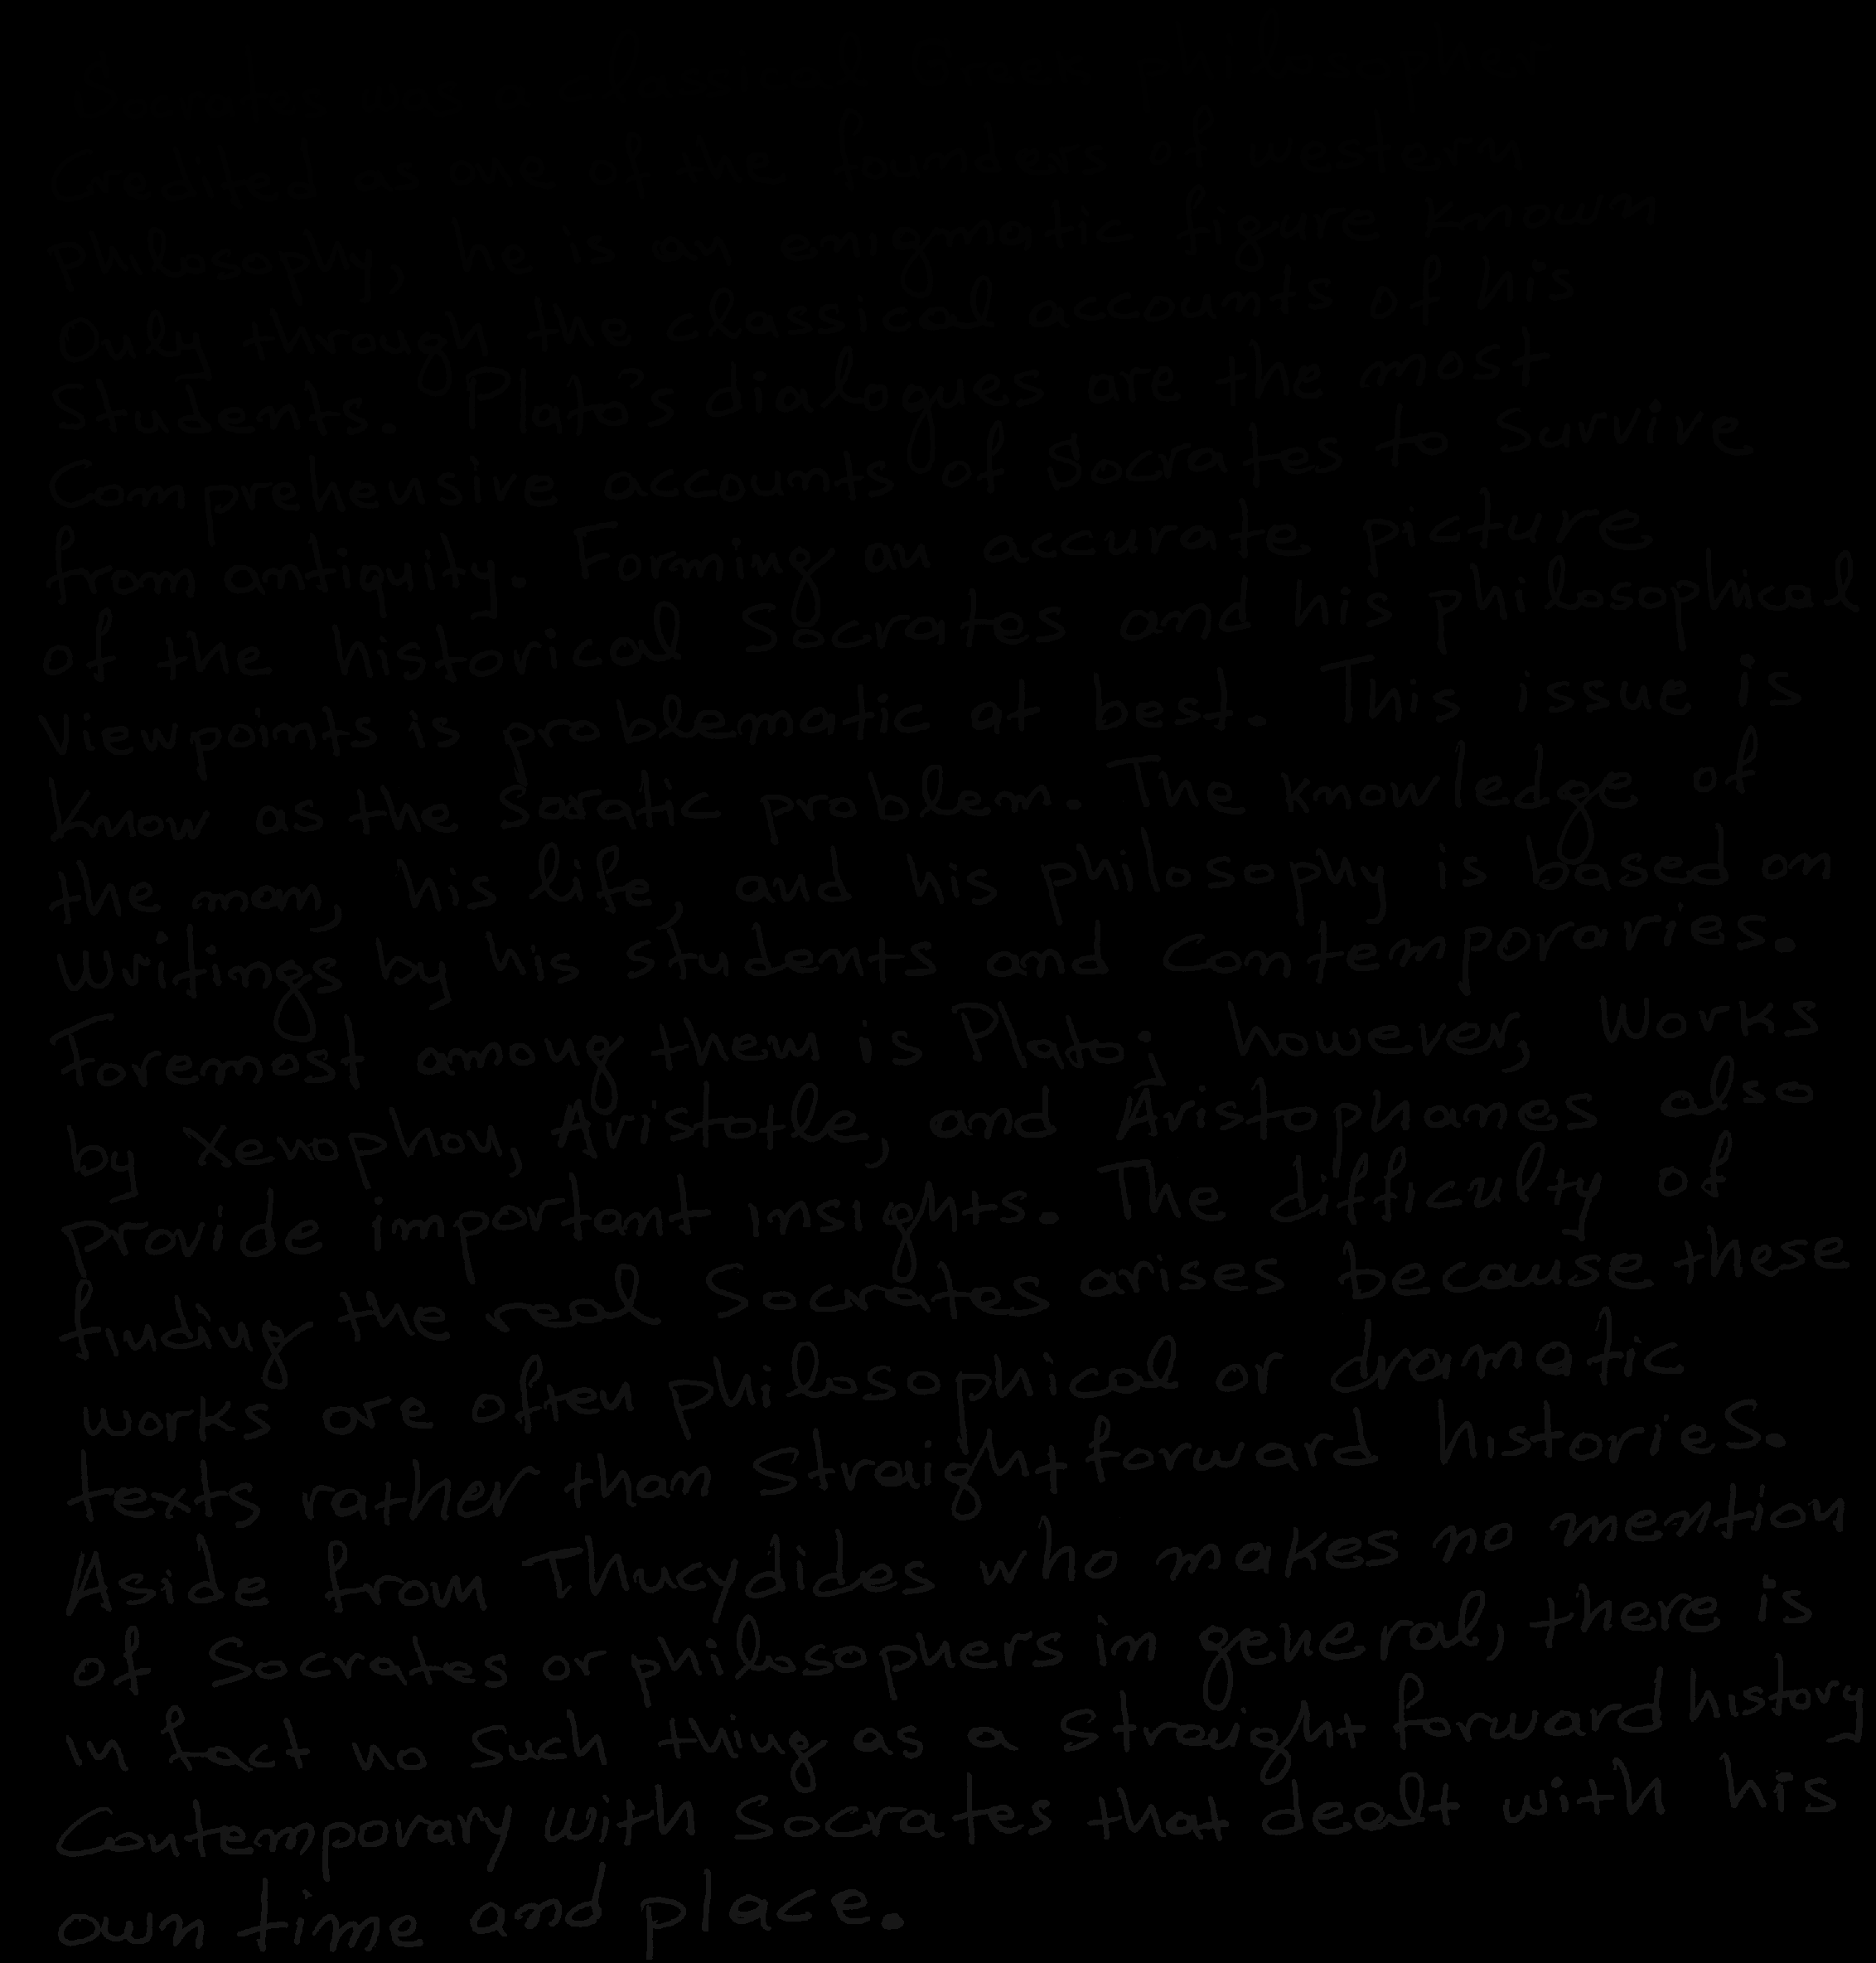 Socrates was a classical Greek philosopher
Credited as one of the founders of western
philosophy, he is an enigmatic figure known
Only through the classical accounts of his
Students. Plato's dialogues are the most
Comprehensive accounts of Socrates to Survive
from antiquity. Forming an accurate picture
of the historical Socrates and his philosophical
viewpoints is problematic at best. This issue is
know as the Socratic problem. The knowledge of
the man, his life, and his philosophy is based on
writings by his students and Contemporaries.
Foremost among them is Plato; however, Works
by Xenophon, Aristotle, and Aristophanes also
provide important insights. The difficulty of
finding the real Socrates arises because these
works are often philosophical or dramatic
texts rather than Straightforward histories.
Aside from Thucydides who makes no mention
of Socrates or philosophers in general, there is
in fact no such thing as a straight forward history
Contemporary with Socrates that dealt with his
own time and place.